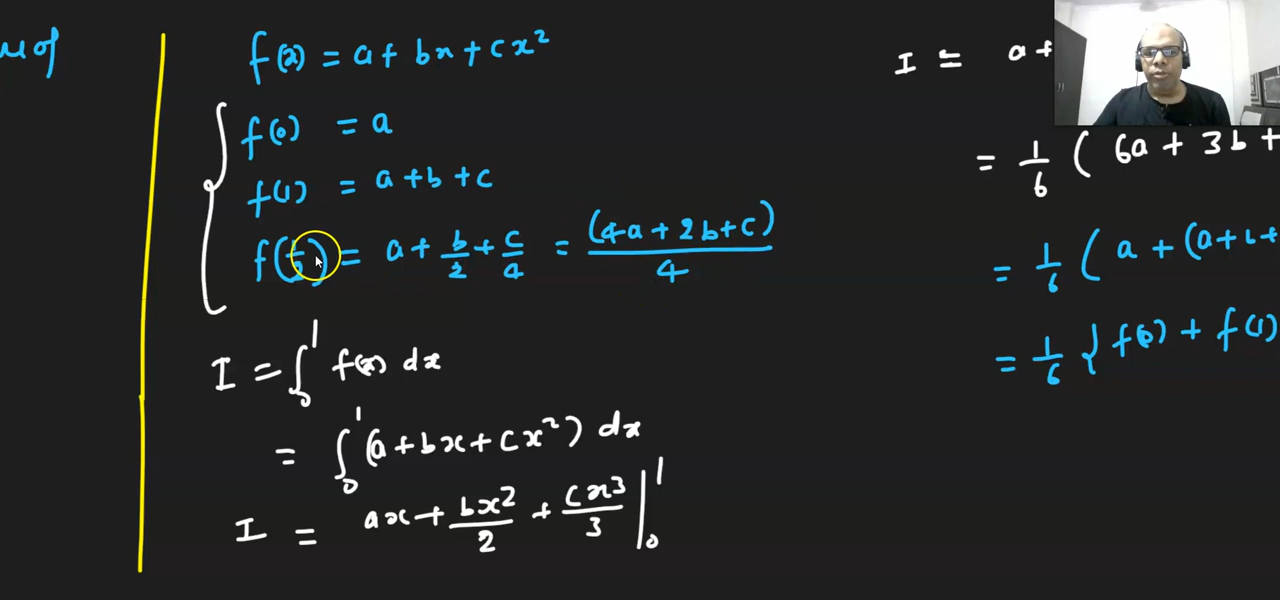 f(x) = a + bx + cx²
f(0) = a
f(1) = a + b + c
f(1/2) = a + b/2 + c/4 = (4a + 2b + c)/4
I = ∫₀¹ f(x) dx
= ∫₀¹ (a + bx + cx²) dx
I = ax + bx²/2 + cx³/3 |₀¹
I = a +
= 1/6 ( 6a + 3b +
= 1/6 ( a + (a + b +
= 1/6 { f(0) + f(1)